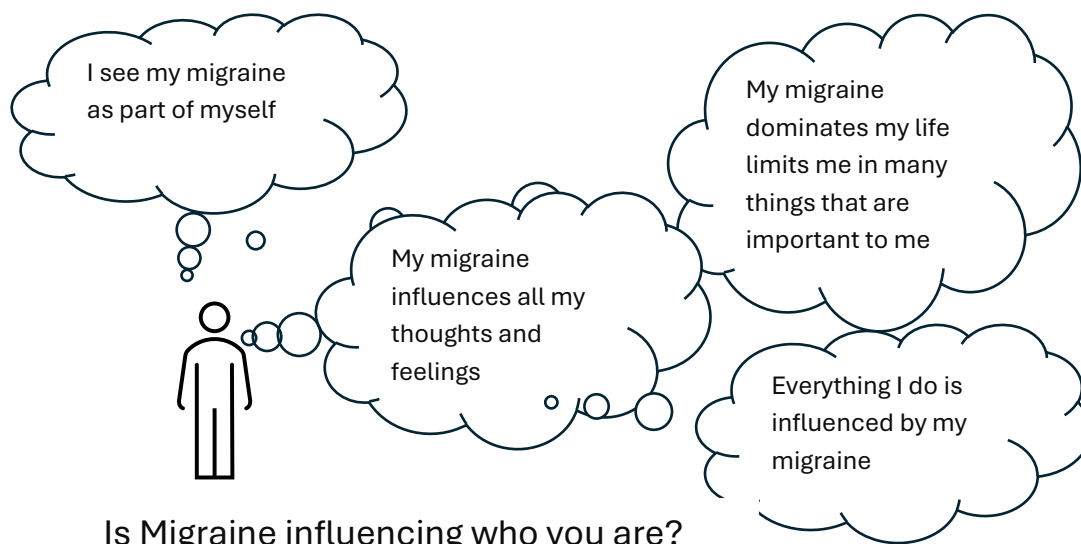 I see my migraine
as part of myself
My migraine
dominates my life
limits me in many
things that are
important to me
My migraine
influences all my
thoughts and
feelings
Everything I do is
influenced by my
migraine
Is Migraine influencing who you are?